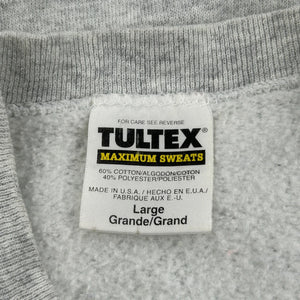 FOR CARE SEE REVERSE
TULTEX®
MAXIMUM SWEATS
60% COTTON/ALGODON/COTON
40% POLYESTER/POLIESTER
MADE IN U.S.A. / HECHO EN E.U.A./
FABRIQUE AUX E.-U.
Large
Grande/Grand